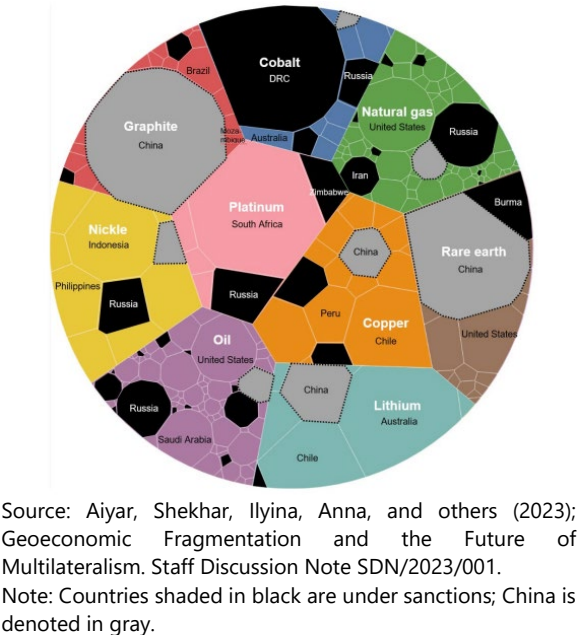 Cobalt
DRC
Russia
Brazil
Graphite
China
Australia
Natural gas
United States
Russia
Iran
Zimbabwe
Burma
Platinum
South Africa
Nickle
Indonesia
Philippines
Russia
Russia
China
Rare earth
China
Peru
Copper
Chile
United States
Oil
United States
Russia
Saudi Arabia
China
Lithium
Australia
Chile
Source: Aiyar, Shekhar, Ilyina, Anna, and others (2023);
Geoeconomic Fragmentation and the Future of
Multilateralism. Staff Discussion Note SDN/2023/001.
Note: Countries shaded in black are under sanctions; China is
denoted in gray.